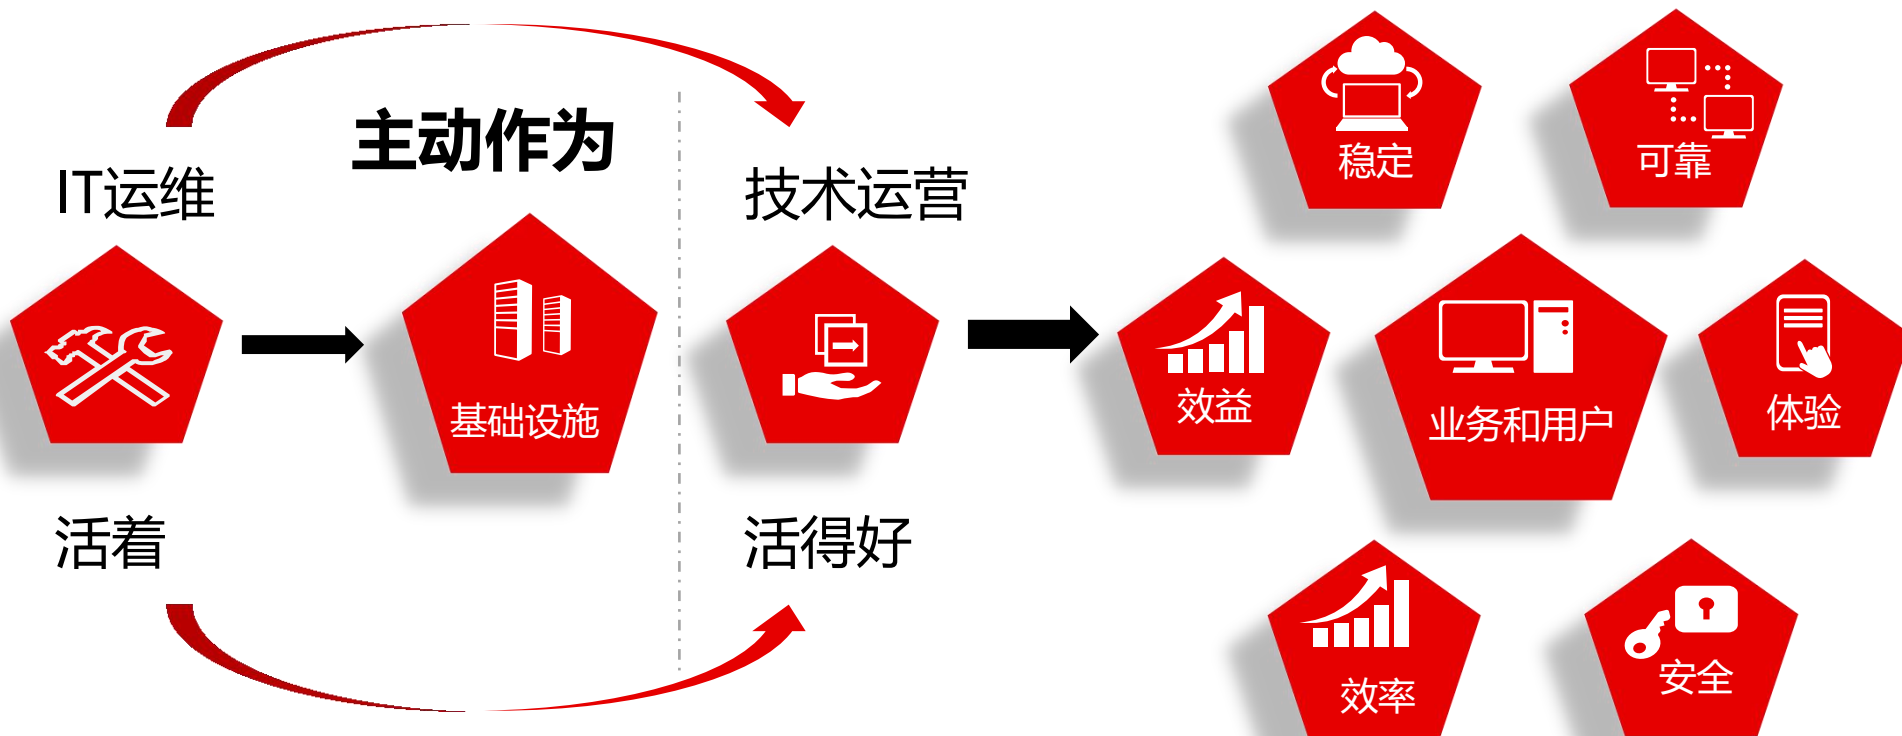 主动作为
IT运维
技术运营
基础设施
活着
活得好
稳定
可靠
效益
业务和用户
体验
效率
安全